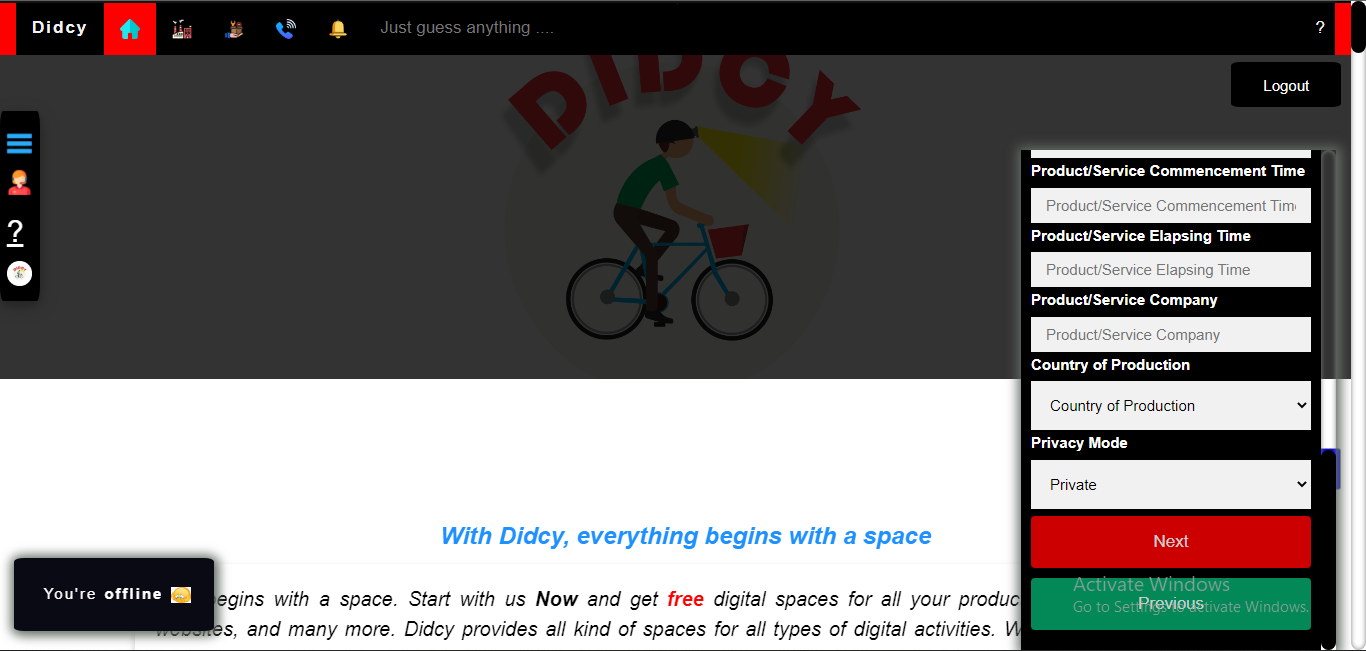 Didcy
Just guess anything ....
?
DIDCY
Logout
?
Product/Service Commencement Time
Product/Service Commencement Tim
Product/Service Elapsing Time
Product/Service Elapsing Time
Product/Service Company
Product/Service Company
Country of Production
Country of Production
Privacy Mode
Private
Next
Previous
Activate Windows
Go to Settings to activate Windows.
With Didcy, everything begins with a space
You're offline
egins with a space. Start with us Now and get free digital spaces for all your produc
websites, and many more. Didcy provides all kind of spaces for all types of digital activities. W